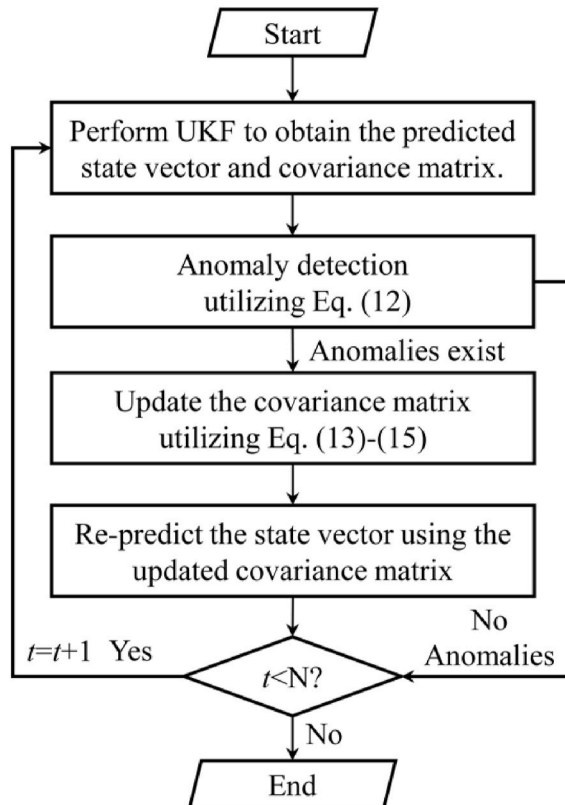 Start
Perform UKF to obtain the predicted
state vector and covariance matrix.
Anomaly detection
utilizing Eq. (12)
Anomalies exist
Update the covariance matrix
utilizing Eq. (13)-(15)
Re-predict the state vector using the
updated covariance matrix
No
Anomalies
t=t+1 Yes
t<N?
No
End